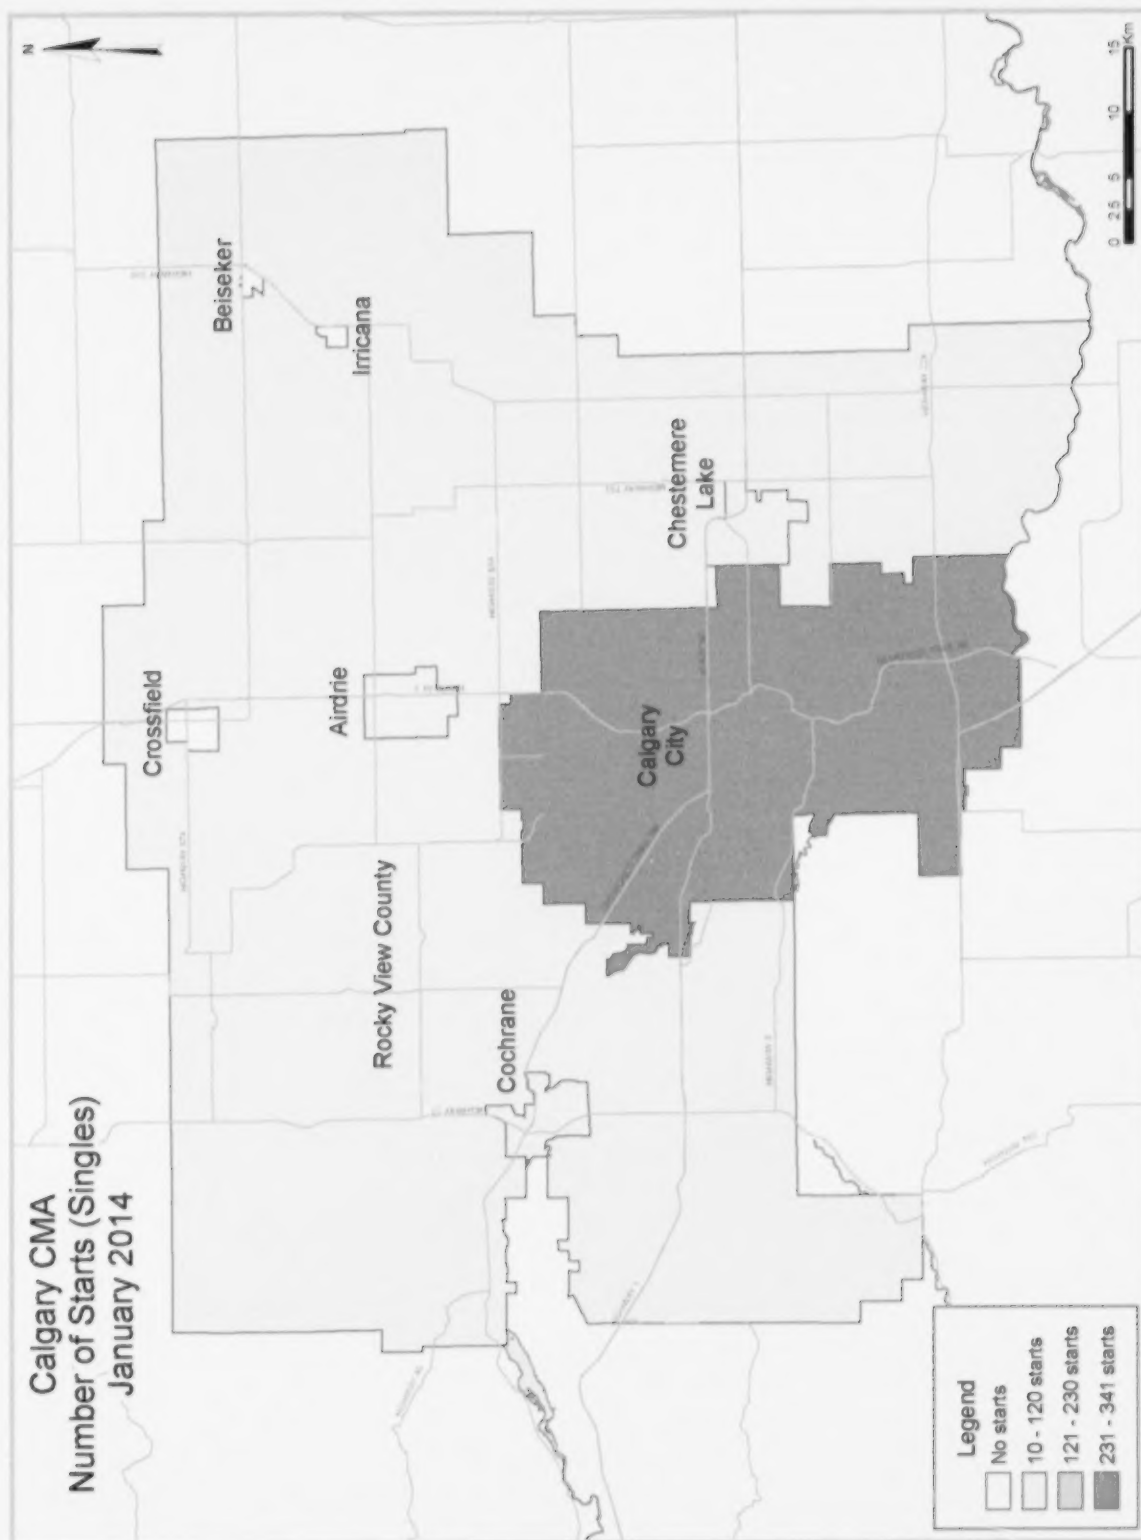 Calgary CMA
Number of Starts (Singles)
January 2014
N
Crossfield
Beiseker
Irricana
Airdrie
Rocky View County
Cochrane
Calgary
City
Chestemere
Lake
Legend
No starts
10 - 120 starts
121 - 230 starts
231 - 341 starts
0 2.5 5 10 15
Km